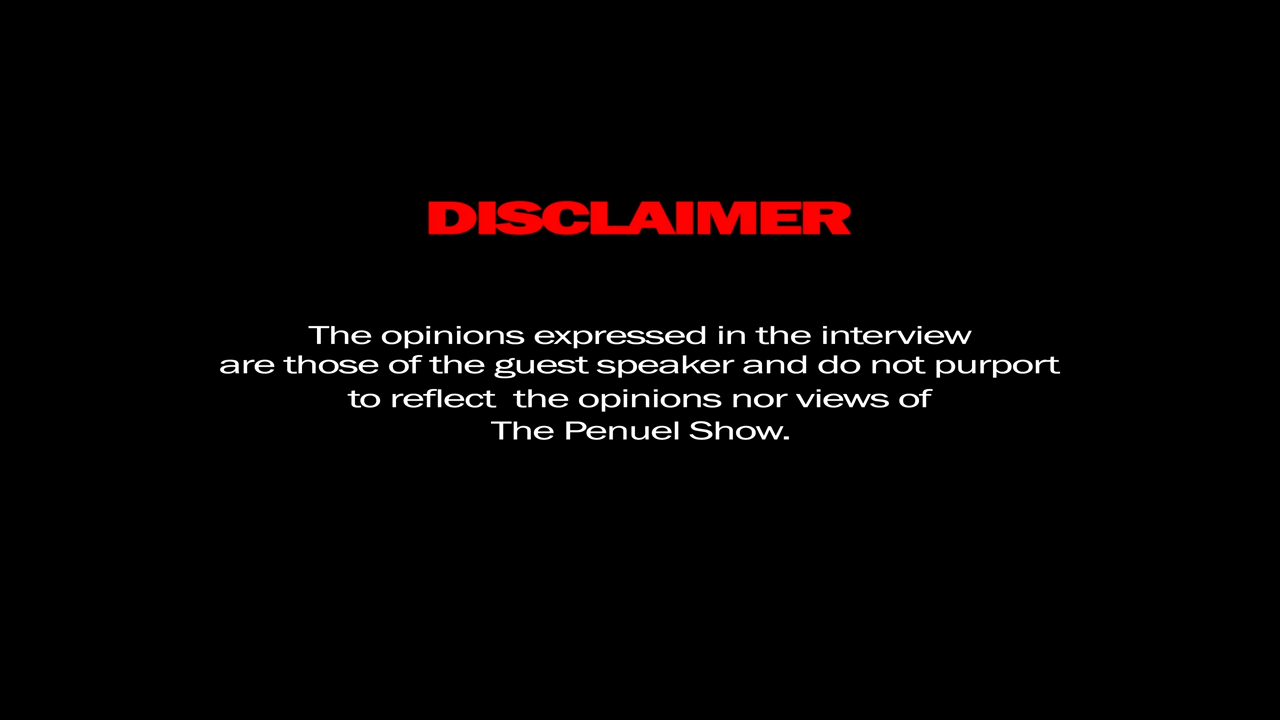 DISCLAIMER
The opinions expressed in the interview
are those of the guest speaker and do not purport
to reflect the opinions nor views of
The Penuel Show.